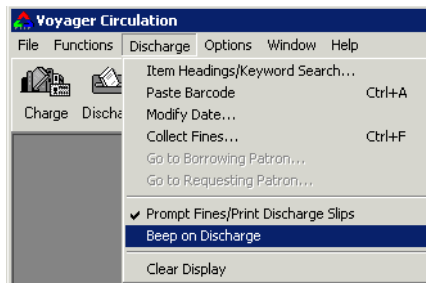 Voyager Circulation
File Functions Discharge Options Window Help
Charge Discha
Item Headings/Keyword Search...
Paste Barcode Ctrl+A
Modify Date...
Collect Fines... Ctrl+F
Go to Borrowing Patron...
Go to Requesting Patron...
Prompt Fines/Print Discharge Slips
Beep on Discharge
Clear Display